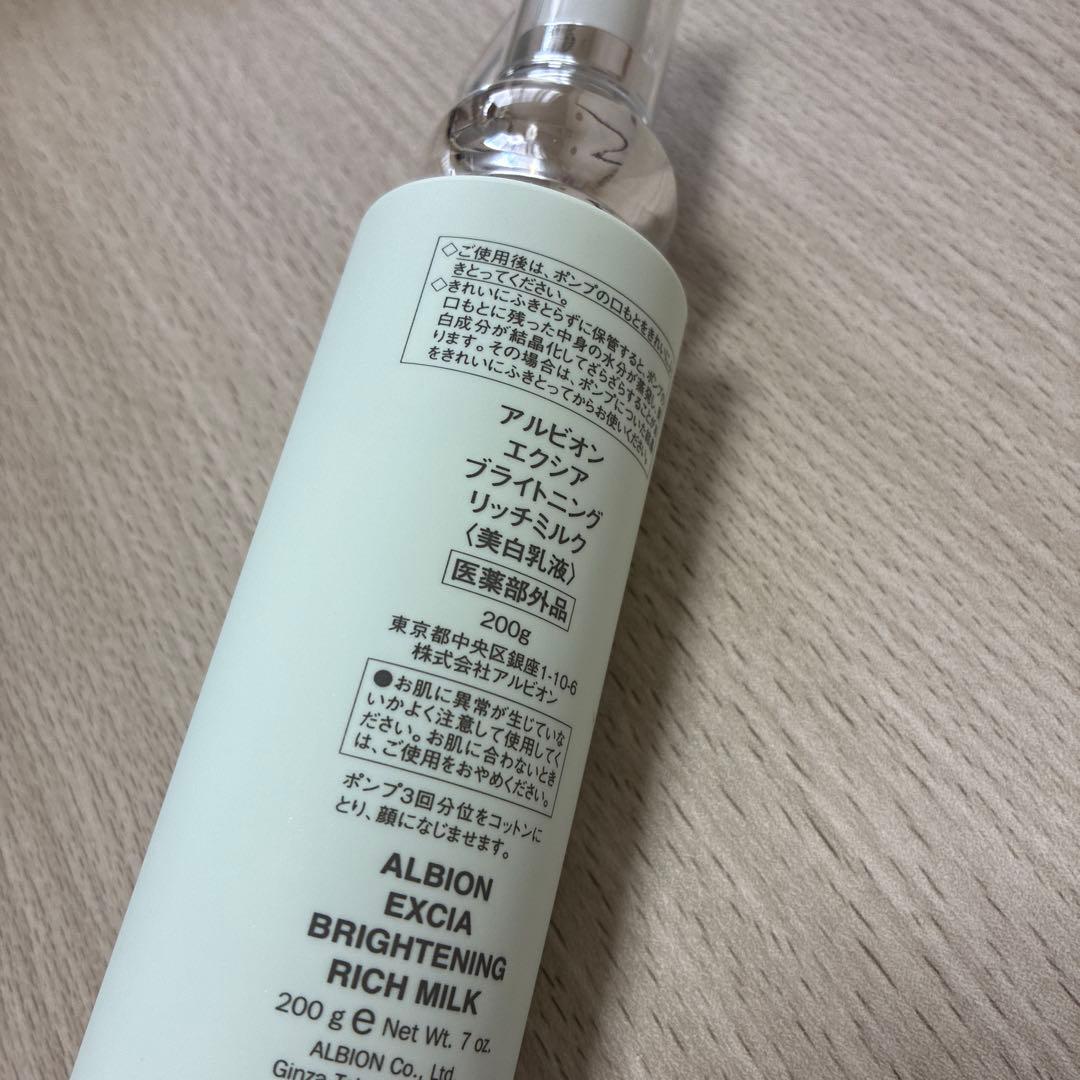 ◇ご使用後は、ポンプの口もとをきれいに
きとってください。
◇きれいにふきとらずに保管すると、ポンプの
口もとに残った中身の水分が蒸発し、
白成分が結晶化してざらざらすることがあ
ります。その場合は、ポンプについた
をきれいにふきとってからお使いください。
アルビオン
エクシア
ブライトニング
リッチミルク
〈美白乳液〉
医薬部外品
200g
東京都中央区銀座1-10-6
株式会社アルビオン
●お肌に異常が生じていな
いかよく注意して使用してく
ださい。お肌に合わないとき
は、ご使用をおやめください。
ポンプ3回分位をコットンに
とり、顔になじませます。
ALBION
EXCIA
BRIGHTENING
RICH MILK
200 g e Net Wt. 7 oz.
ALBION Co., Ltd.
Ginza